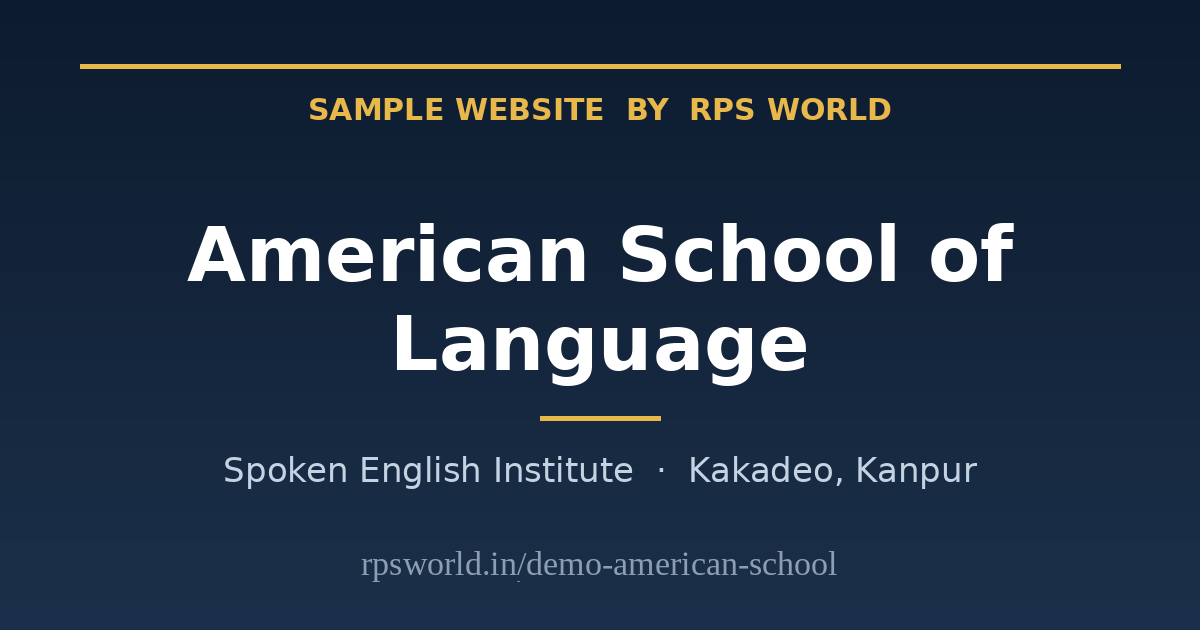 SAMPLE WEBSITE BY RPS WORLD
American School of
Language
Spoken English Institute · Kakadeo, Kanpur
rpsworld.in/demo-american-school